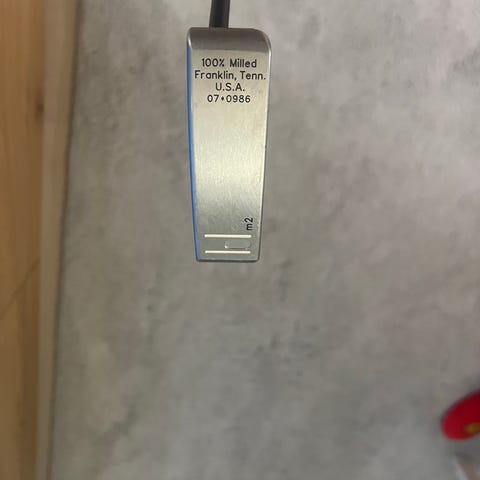 100% Milled
Franklin, Tenn.
U.S.A.
07•0986
m2